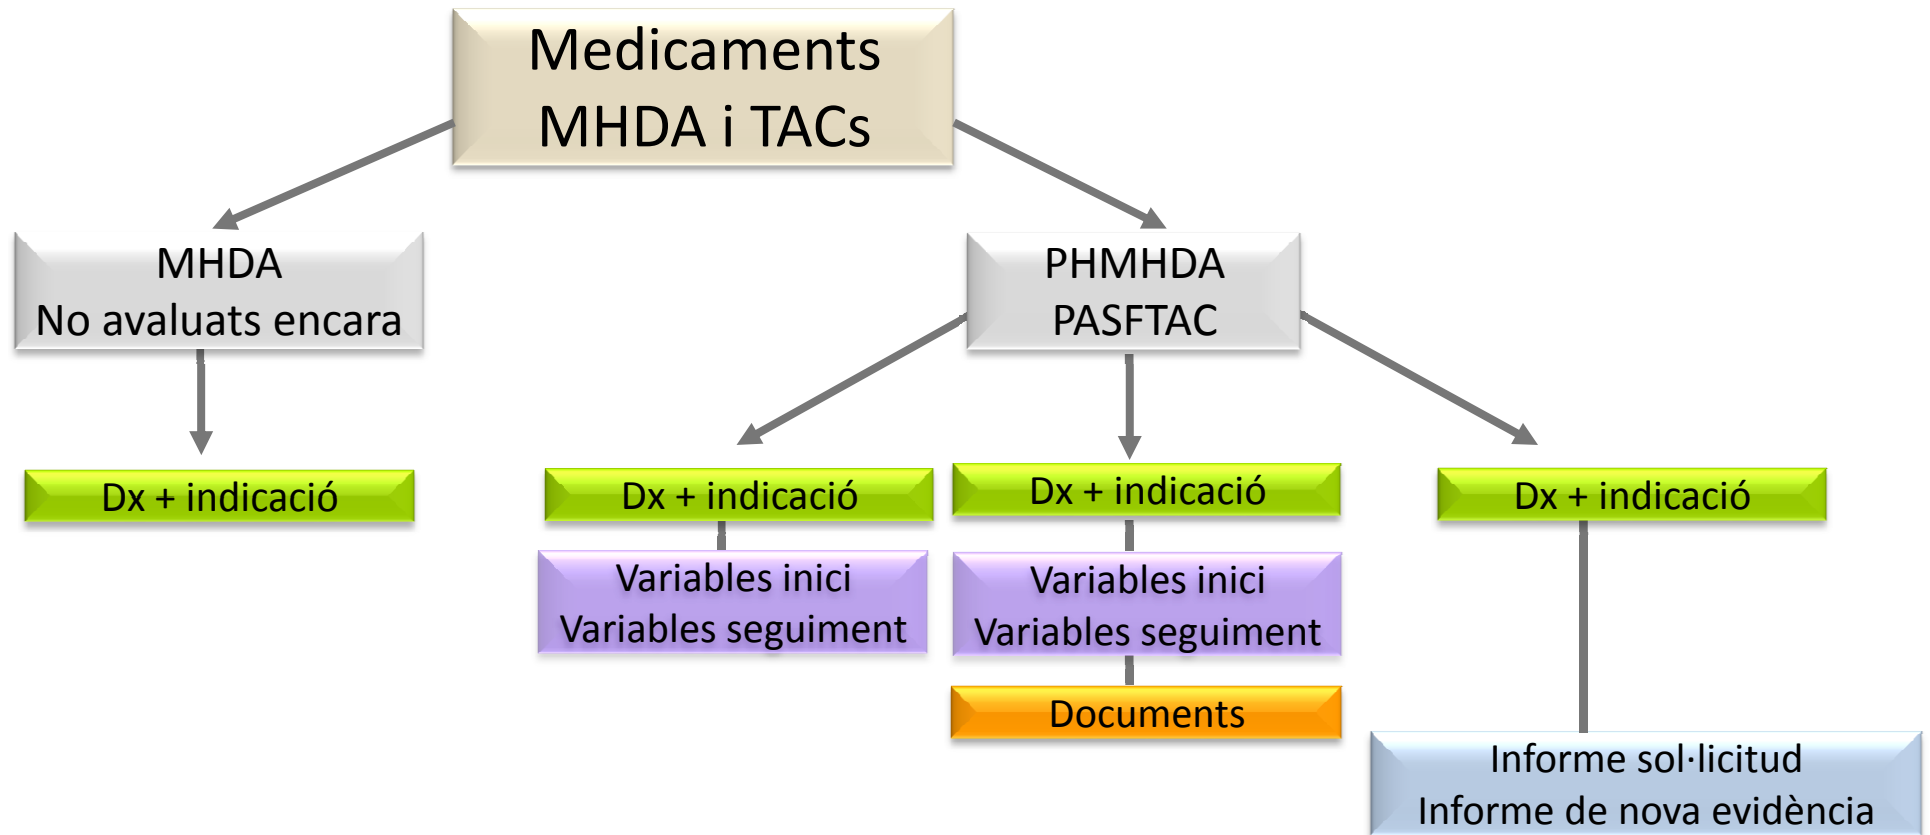 Medicaments
MHDA i TACs
MHDA
No avaluats encara
PHMHDA
PASFTAC
Dx + indicació
Dx + indicació
Dx + indicació
Dx + indicació
Variables inici
Variables seguiment
Variables inici
Variables seguiment
Documents
Informe sol·licitud
Informe de nova evidència